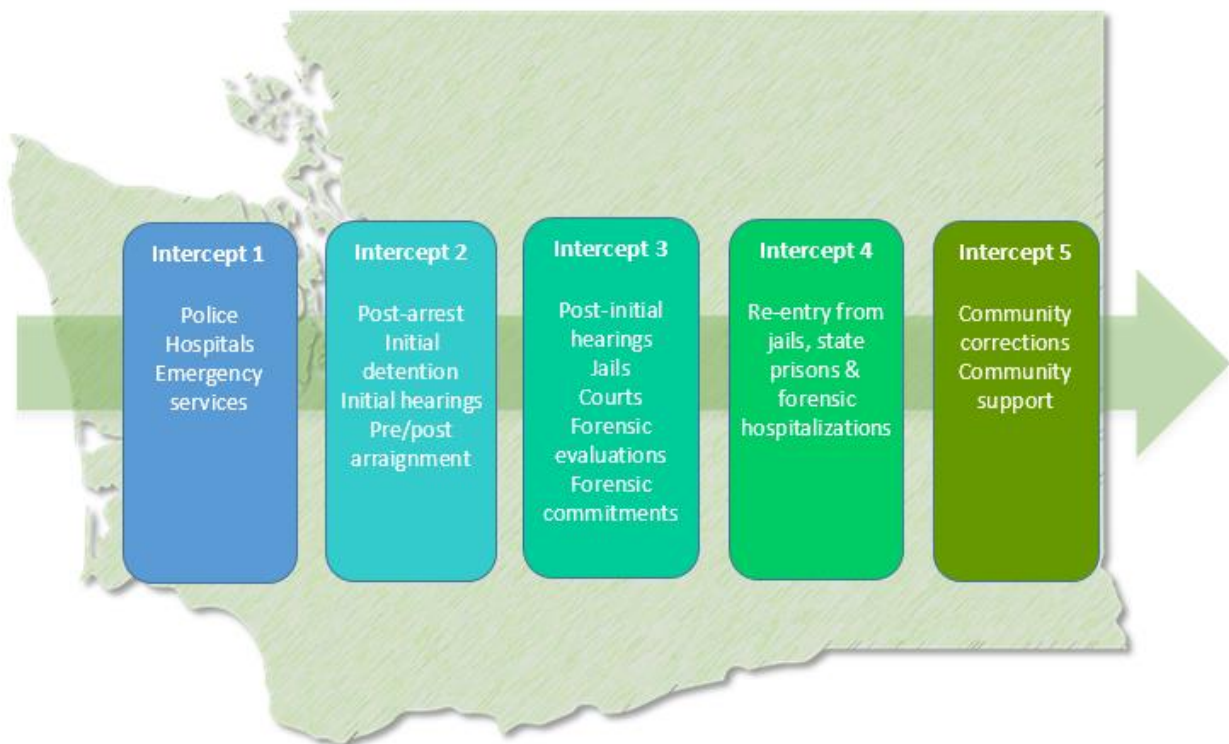 Intercept 1
Police
Hospitals
Emergency
services
Intercept 2
Post-arrest
Initial
detention
Initial hearings
Pre/post
arraignment
Intercept 3
Post-initial
hearings
Jails
Courts
Forensic
evaluations
Forensic
commitments
Intercept 4
Re-entry from
jails, state
prisons &
forensic
hospitalizations
Intercept 5
Community
corrections
Community
support